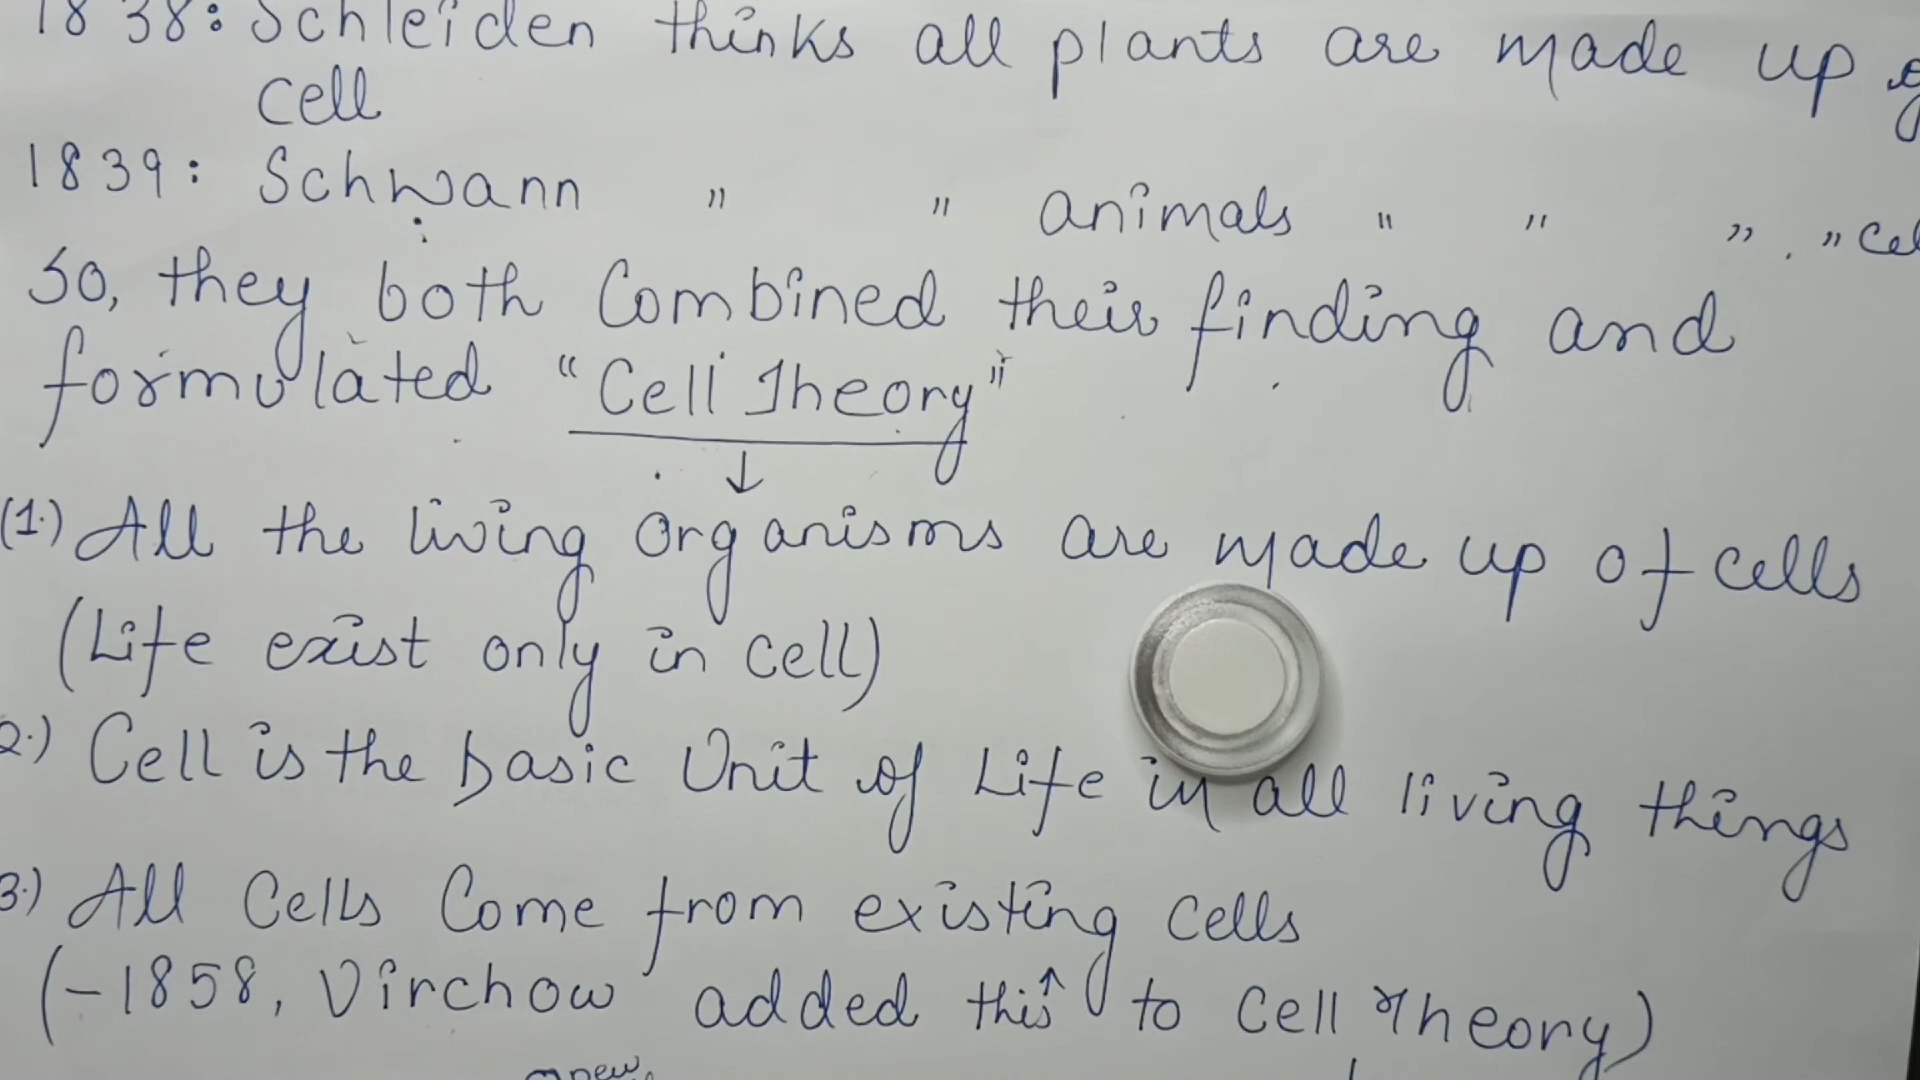 1838: Schleiden thinks all plants are made up
cell
1839: Schwann " " animals " " " "
So, they both Combined their finding and
formulated "Cell Theory"
↓
(1.) All the living organisms are made up of cells
(Life exist only in cell)
2.) Cell is the basic Unit of Life in all living things
3.) All Cells Come from existing cells
(-1858, Virchow added this↑ to Cell Theory)
new